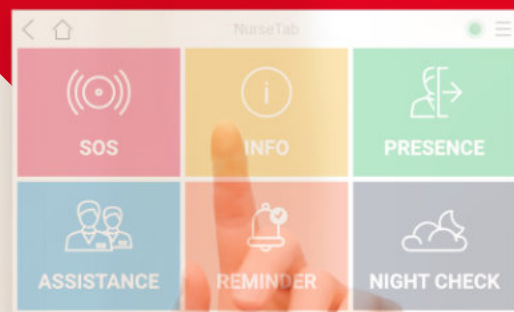 NurseTab
SOS
INFO
PRESENCE
ASSISTANCE
REMINDER
NIGHT CHECK